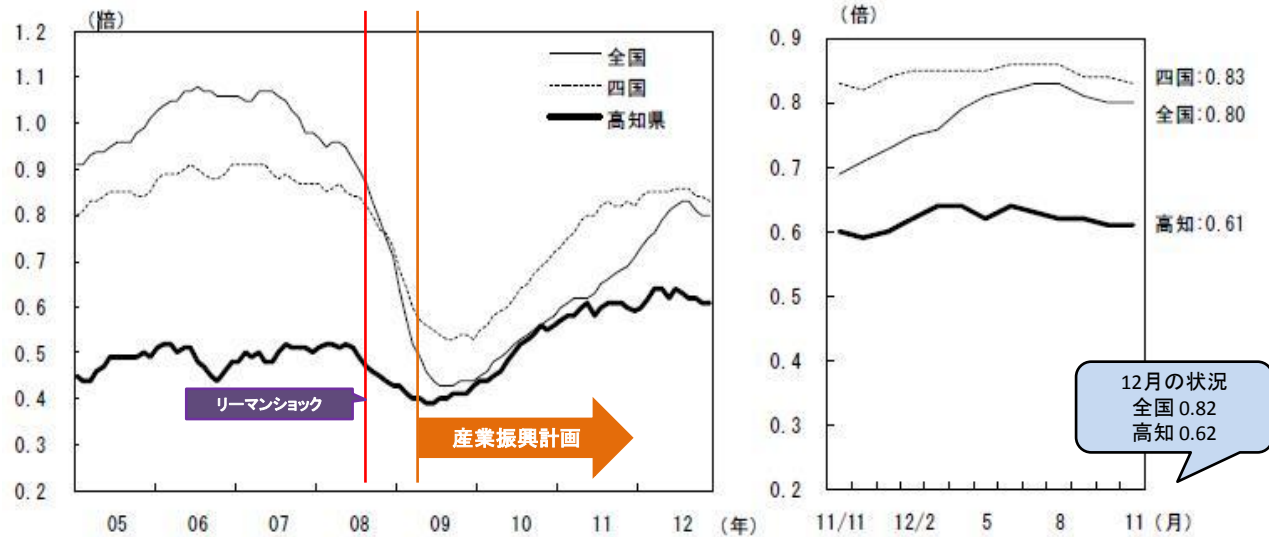 (倍)
1.2
1.1
1.0
0.9
0.8
0.7
0.6
0.5
0.4
0.3
0.2
全国
四国
高知県
リーマンショック
産業振興計画
05 06 07 08 09 10 11 12 (年)
(倍)
0.9
0.8
0.7
0.6
0.5
0.4
0.3
0.2
四国:0.83
全国:0.80
高知:0.61
12月の状況
全国 0.82
高知 0.62
11/11 12/2 5 8 11 (月)